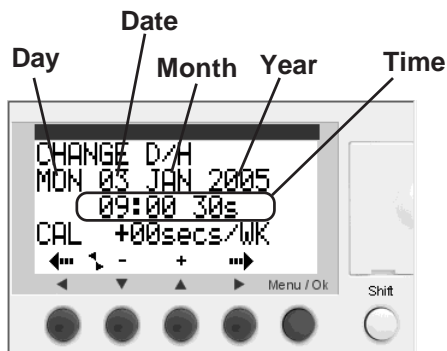 Date
Day
Month Year
Time
CHANGE D/H
MON 03 JAN 2005
09:00 30s
CAL +00secs/WK
- +
Menu / Ok
Shift